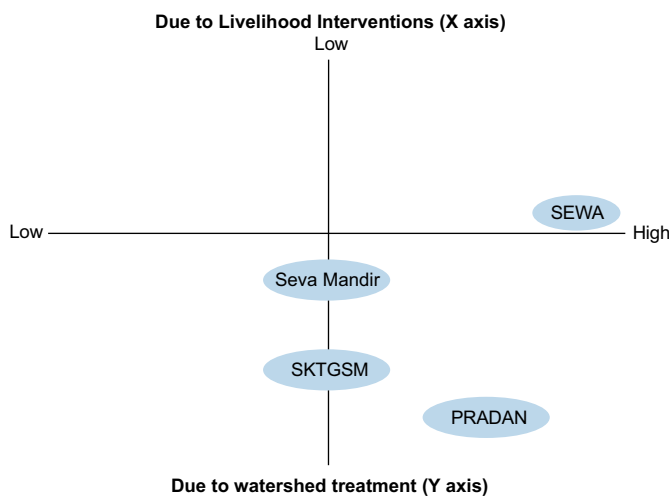 Due to Livelihood Interventions (X axis)
Low
SEWA
Low
High
Seva Mandir
SKTGSM
PRADAN
Due to watershed treatment (Y axis)